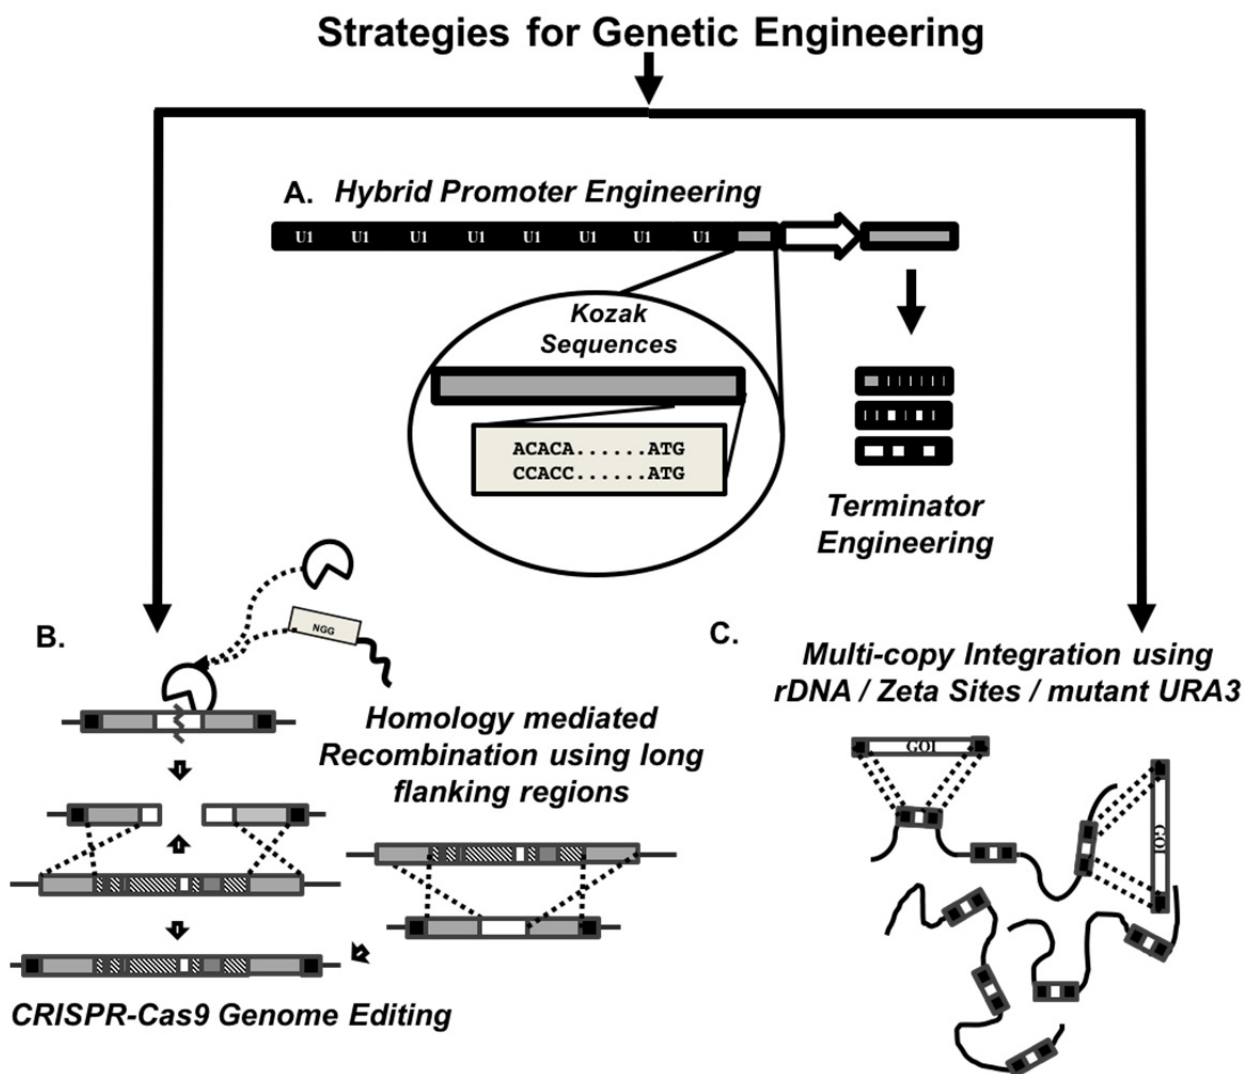 Strategies for Genetic Engineering
A. Hybrid Promoter Engineering
U1 U1 U1 U1 U1 U1 U1 U1
Kozak
Sequences
ACACA......ATG
CCACC......ATG
Terminator
Engineering
B.
NGG
Homology mediated
Recombination using long
flanking regions
CRISPR-Cas9 Genome Editing
C.
Multi-copy Integration using
rDNA / Zeta Sites / mutant URA3
GOI
GOI